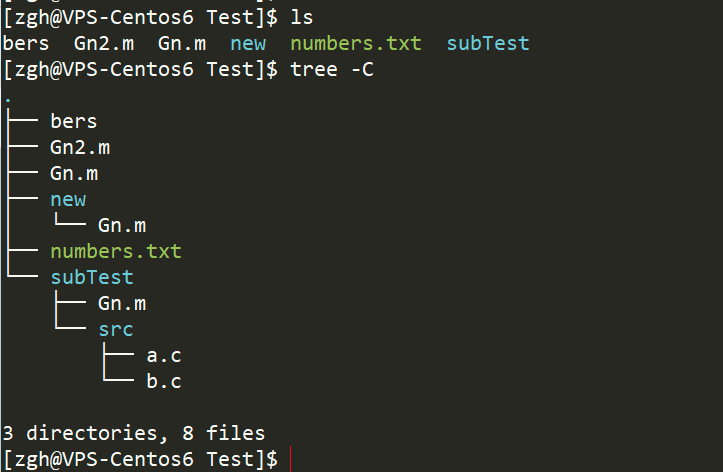 [zgh@VPS-Centos6 Test]$ ls
bers  Gn2.m  Gn.m  new  numbers.txt  subTest
[zgh@VPS-Centos6 Test]$ tree -C
.
├── bers
├── Gn2.m
├── Gn.m
├── new
│   └── Gn.m
├── numbers.txt
└── subTest
    ├── Gn.m
    └── src
        ├── a.c
        └── b.c

3 directories, 8 files
[zgh@VPS-Centos6 Test]$